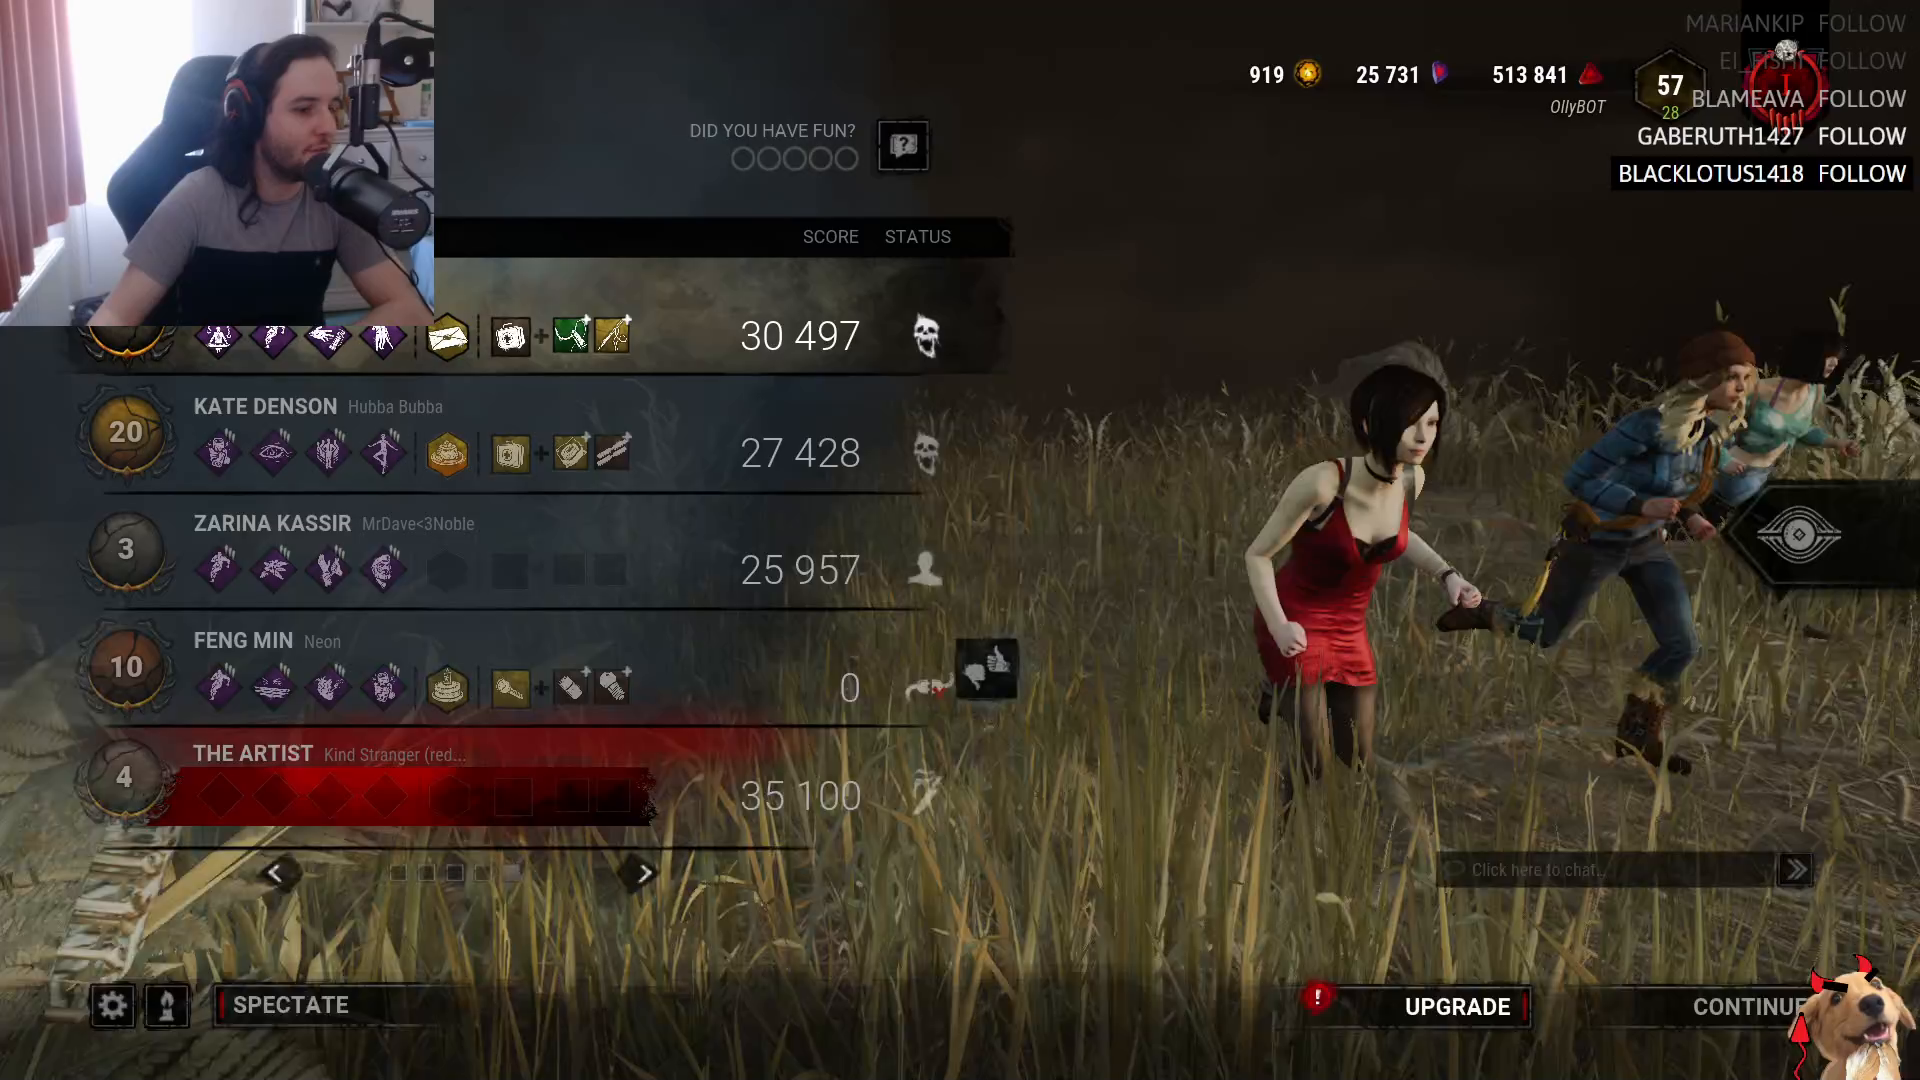 MARIANKIP FOLLOW
EI_FISHI FOLLOW
BLAMEAVA FOLLOW
GABERUTH1427 FOLLOW
BLACKLOTUS1418 FOLLOW
919 25 731 513 841 57
28
OllyBOT
DID YOU HAVE FUN?
SCORE STATUS
30 497
KATE DENSON Hubba Bubba
20
27 428
ZARINA KASSIR MrDave<3Noble
3
25 957
FENG MIN Neon
10
0
THE ARTIST Kind Stranger (red...
4
35 100
Click here to chat...
SPECTATE
UPGRADE
CONTINUE